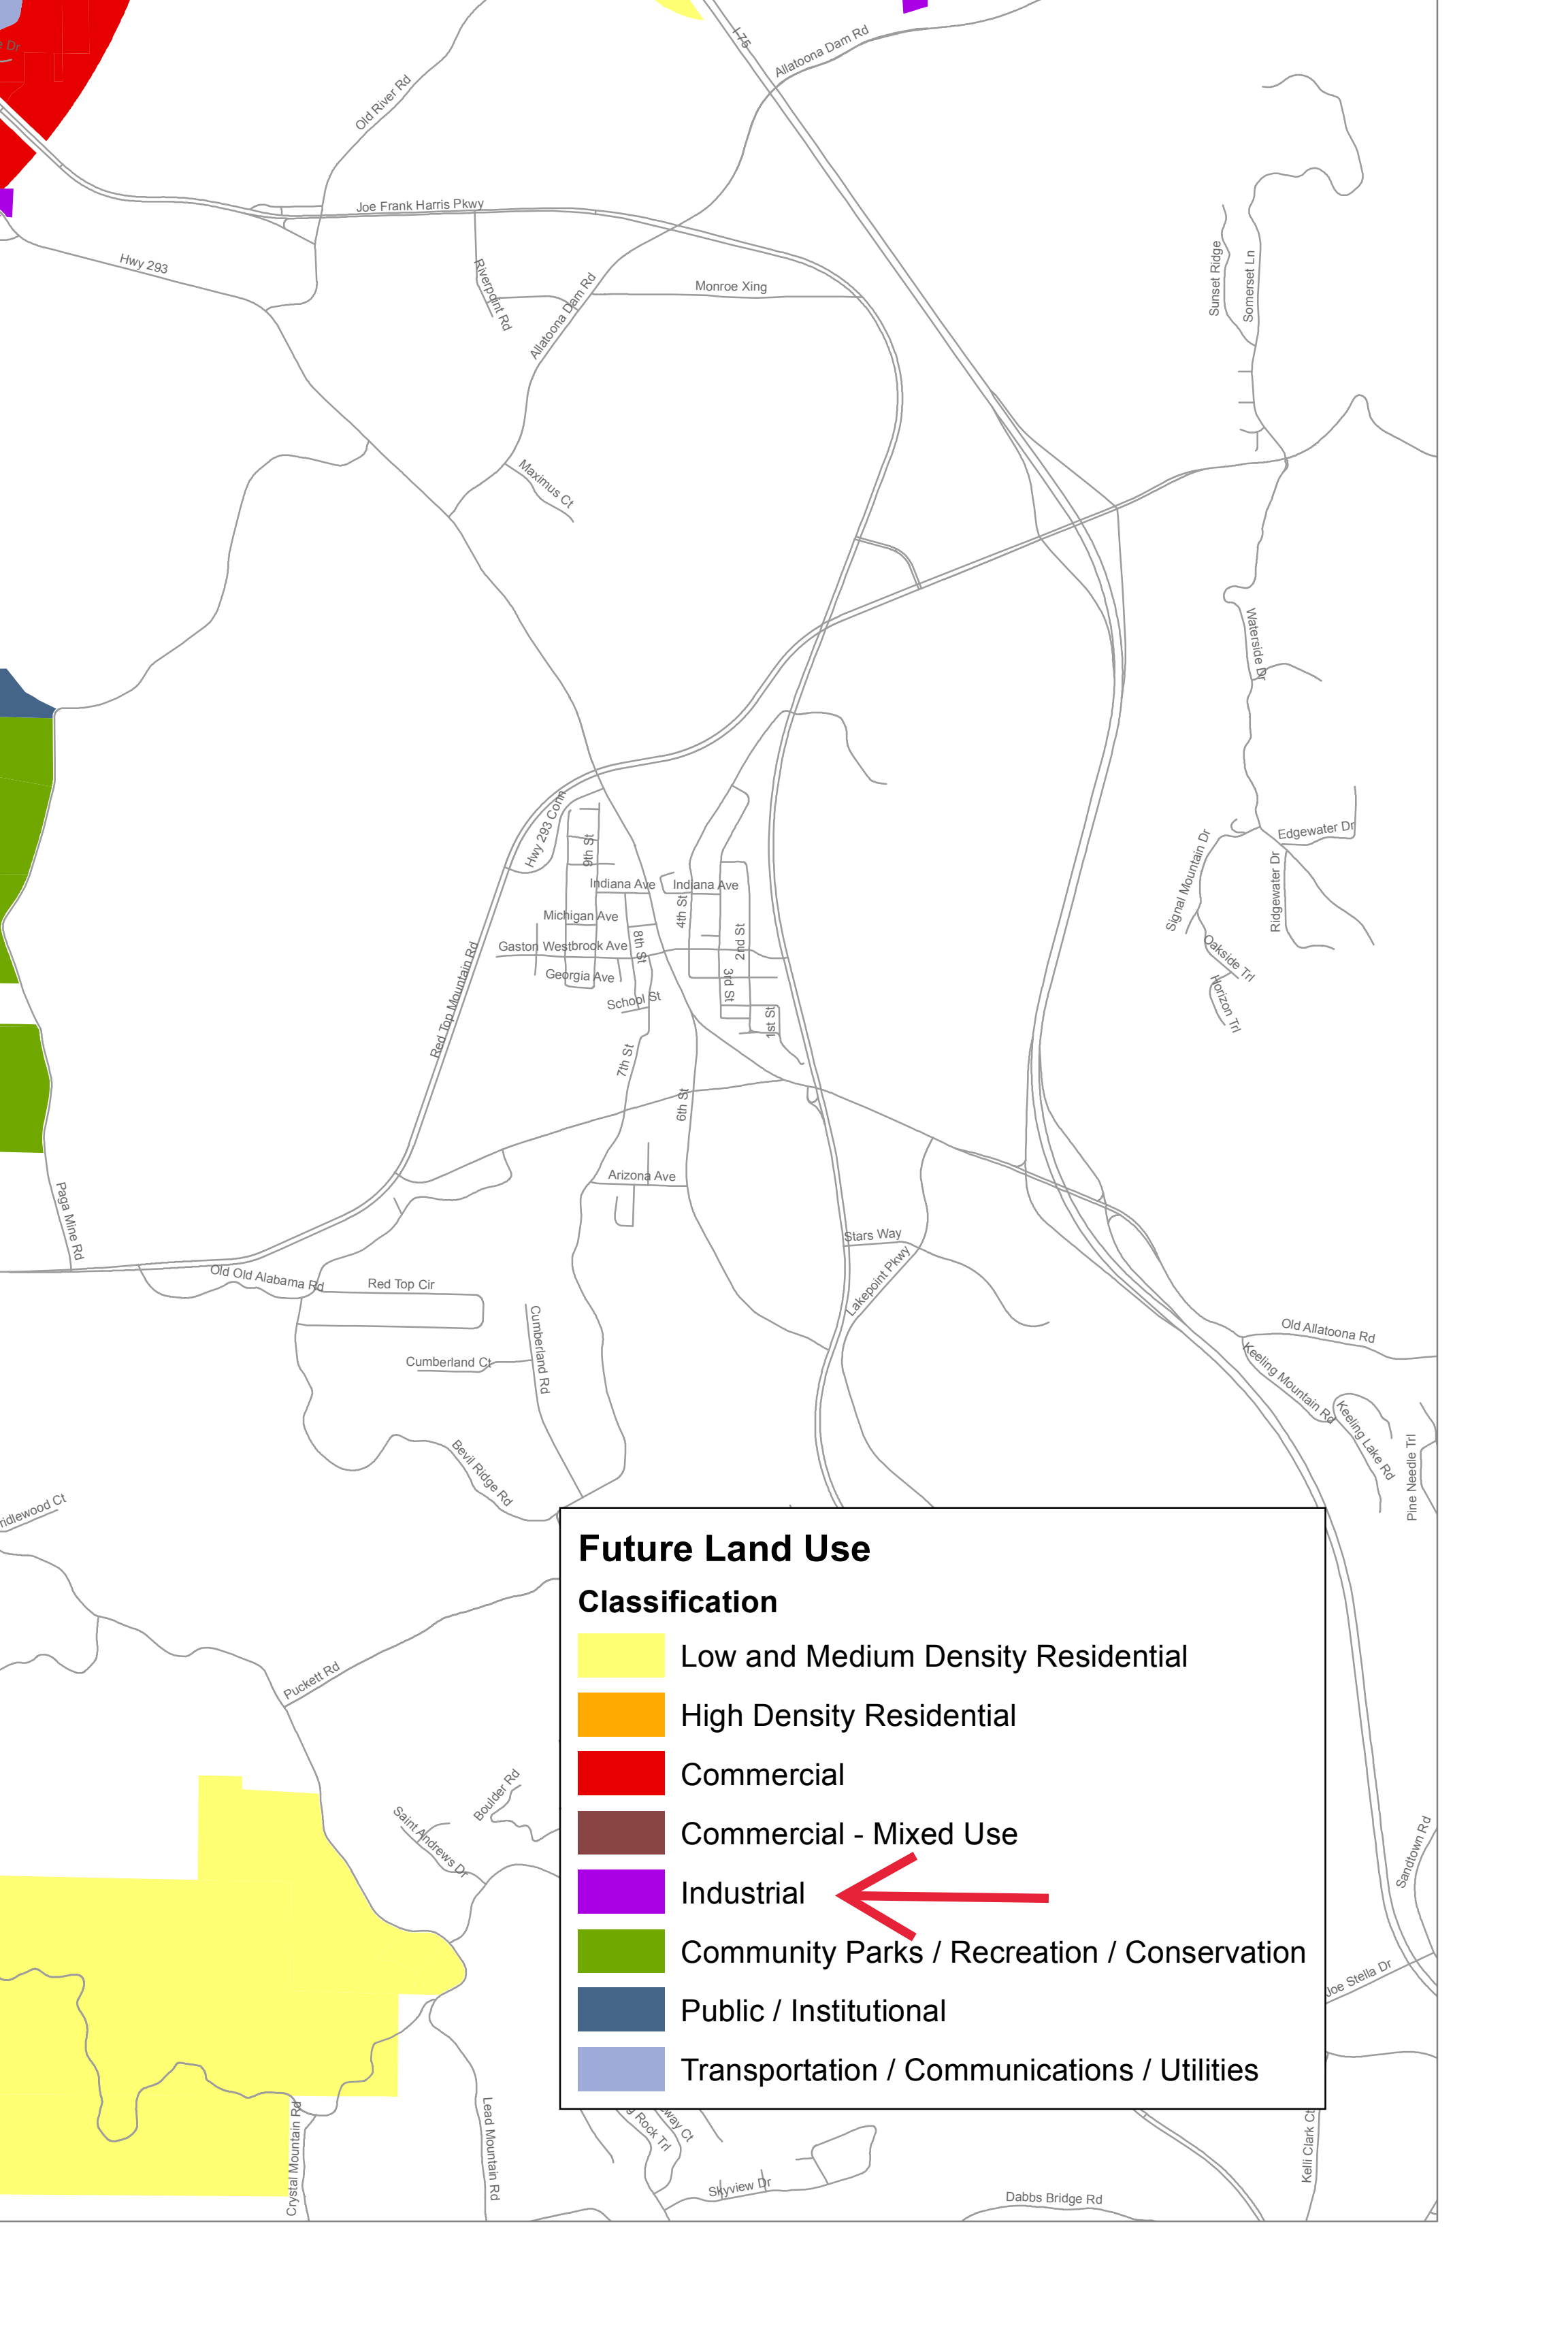 e Dr
I-75
Allatoona Dam Rd
Old River Rd
Joe Frank Harris Pkwy
Hwy 293
Riverpoint Rd
Allatoona Dam Rd
Monroe Xing
Sunset Ridge
Somerset Ln
Maximus Ct
Waterside Dr
Hwy 293 Conn
9th St
Edgewater Dr
Signal Mountain Dr
Ridgewater Dr
Indiana Ave
Indiana Ave
4th St
Michigan Ave
Gaston Westbrook Ave
8th St
2nd St
Georgia Ave
3rd St
Oakside Trl
Horizon Trl
School St
1st St
Red Top Mountain Rd
7th St
6th St
Arizona Ave
Paga Mine Rd
Stars Way
Lakepoint Pkwy
Old Old Alabama Rd
Red Top Cir
Cumberland Rd
Cumberland Ct
Old Allatoona Rd
Keeling Mountain Rd
Keeling Lake Rd
Pine Needle Trl
Bevil Ridge Rd
ridlewood Ct
Puckett Rd
Boulder Rd
Saint Andrews Dr
Future Land Use
Classification
Low and Medium Density Residential
High Density Residential
Commercial
Commercial - Mixed Use
Industrial
Community Parks / Recreation / Conservation
Public / Institutional
Transportation / Communications / Utilities
Sandtown Rd
Joe Stella Dr
Crystal Mountain Rd
Lead Mountain Rd
g Rock Trl
eway Ct
Skyview Dr
Dabbs Bridge Rd
Kelli Clark Ct